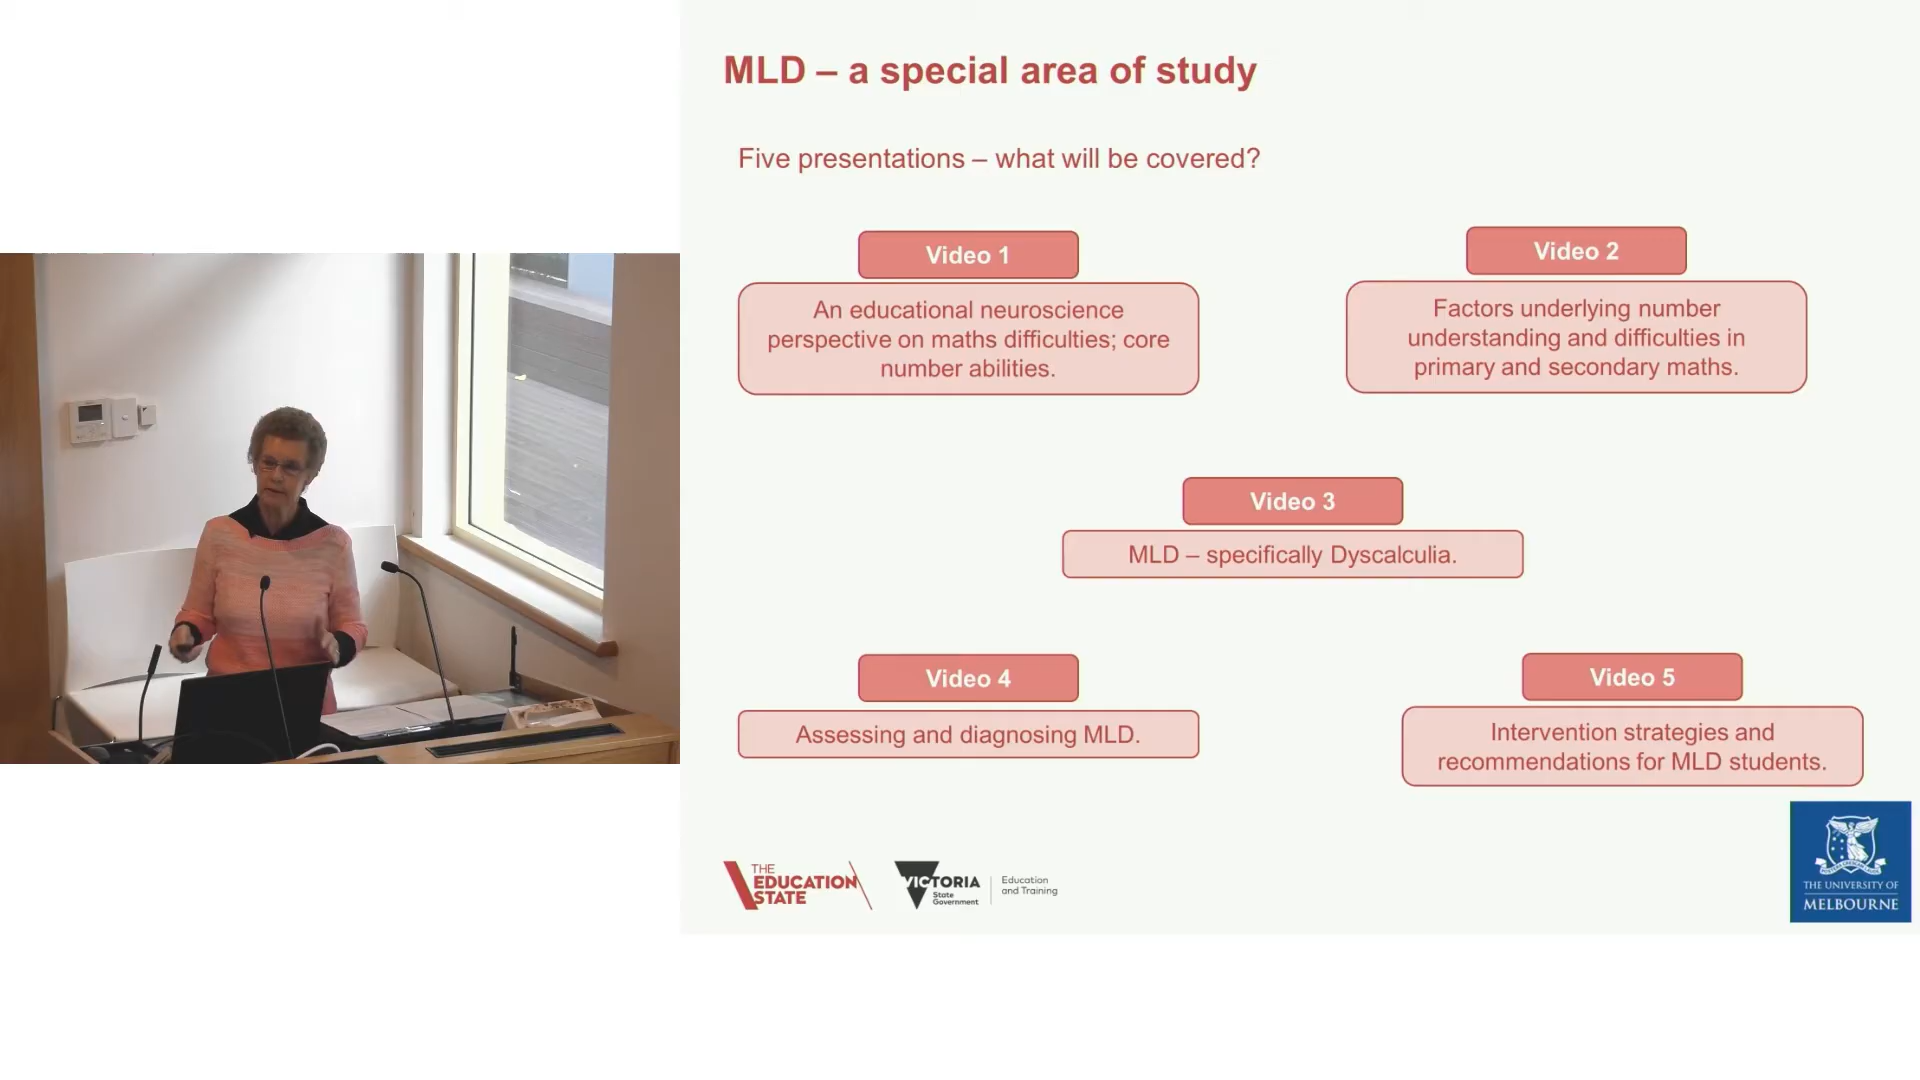 MLD – a special area of study
Five presentations – what will be covered?
Video 1
An educational neuroscience
perspective on maths difficulties; core
number abilities.
Video 2
Factors underlying number
understanding and difficulties in
primary and secondary maths.
Video 3
MLD – specifically Dyscalculia.
Video 4
Assessing and diagnosing MLD.
Video 5
Intervention strategies and
recommendations for MLD students.
THE
EDUCATION
STATE
VICTORIA
State
Government
Education
and Training
THE UNIVERSITY OF
MELBOURNE